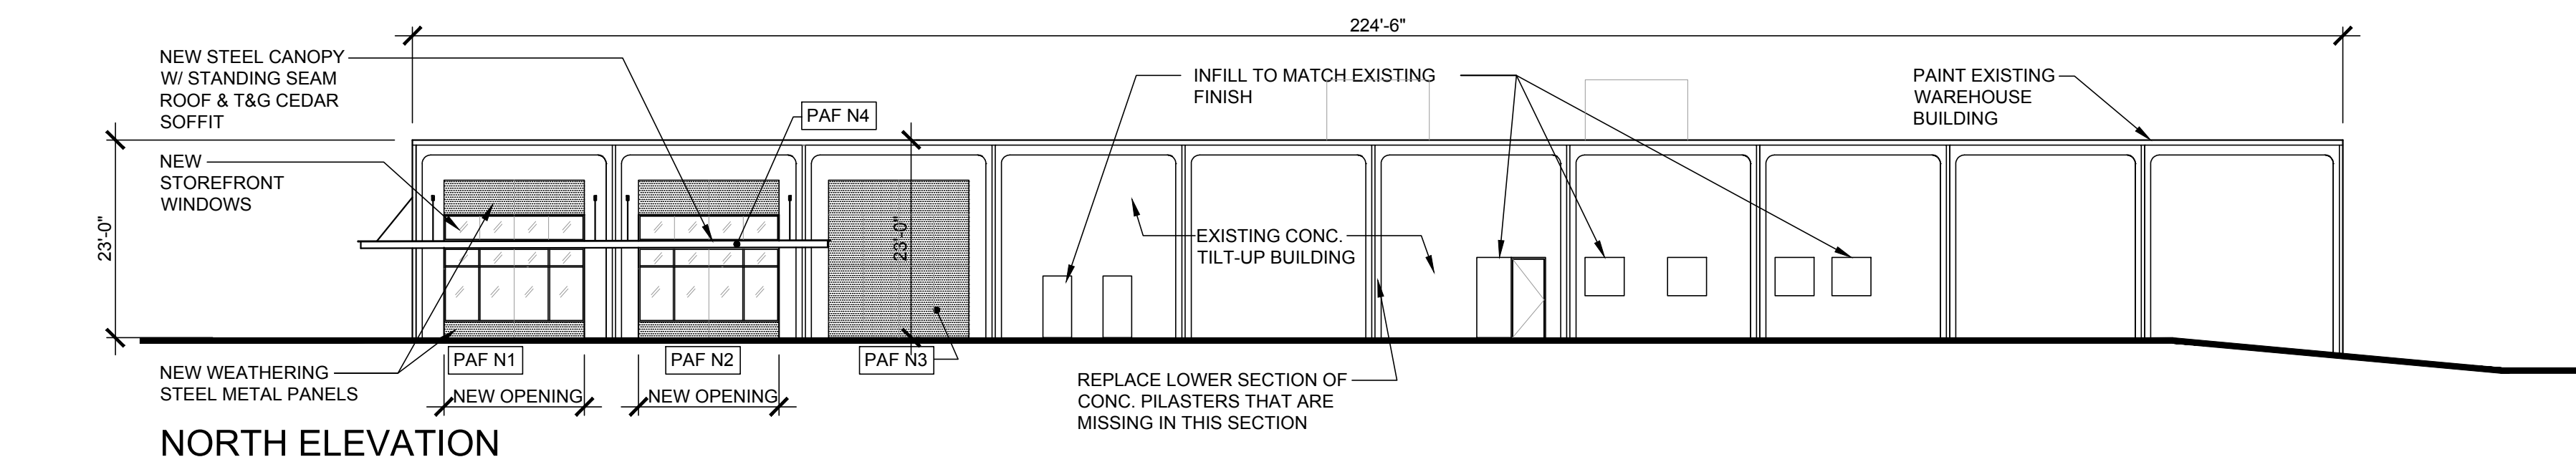 224'-6"
NEW STEEL CANOPY
W/ STANDING SEAM
ROOF & T&G CEDAR
SOFFIT
INFILL TO MATCH EXISTING
FINISH
PAINT EXISTING
WAREHOUSE
BUILDING
PAF N4
NEW
STOREFRONT
WINDOWS
23'-0"
23'-0"
EXISTING CONC.
TILT-UP BUILDING
PAF N1
PAF N2
PAF N3
NEW WEATHERING
STEEL METAL PANELS
NEW OPENING
NEW OPENING
REPLACE LOWER SECTION OF
CONC. PILASTERS THAT ARE
MISSING IN THIS SECTION
NORTH ELEVATION